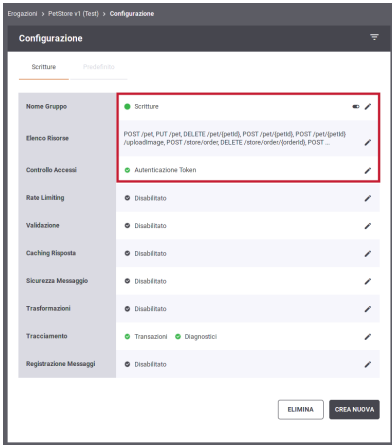 Erogazioni > PetStore v1 (Test) > Configurazione
Configurazione
Scritture Predefinito
Nome Gruppo Scritture
Elenco Risorse POST /pet, PUT /pet, DELETE /pet/{petId}, POST /pet/{petId}, POST /pet/{petId}
/uploadImage, POST /store/order, DELETE /store/order/{orderId}, POST ...
Controllo Accessi Autenticazione Token
Rate Limiting Disabilitato
Validazione Disabilitato
Caching Risposta Disabilitato
Sicurezza Messaggio Disabilitato
Trasformazioni Disabilitato
Tracciamento Transazioni Diagnostici
Registrazione Messaggi Disabilitato
ELIMINA CREA NUOVA